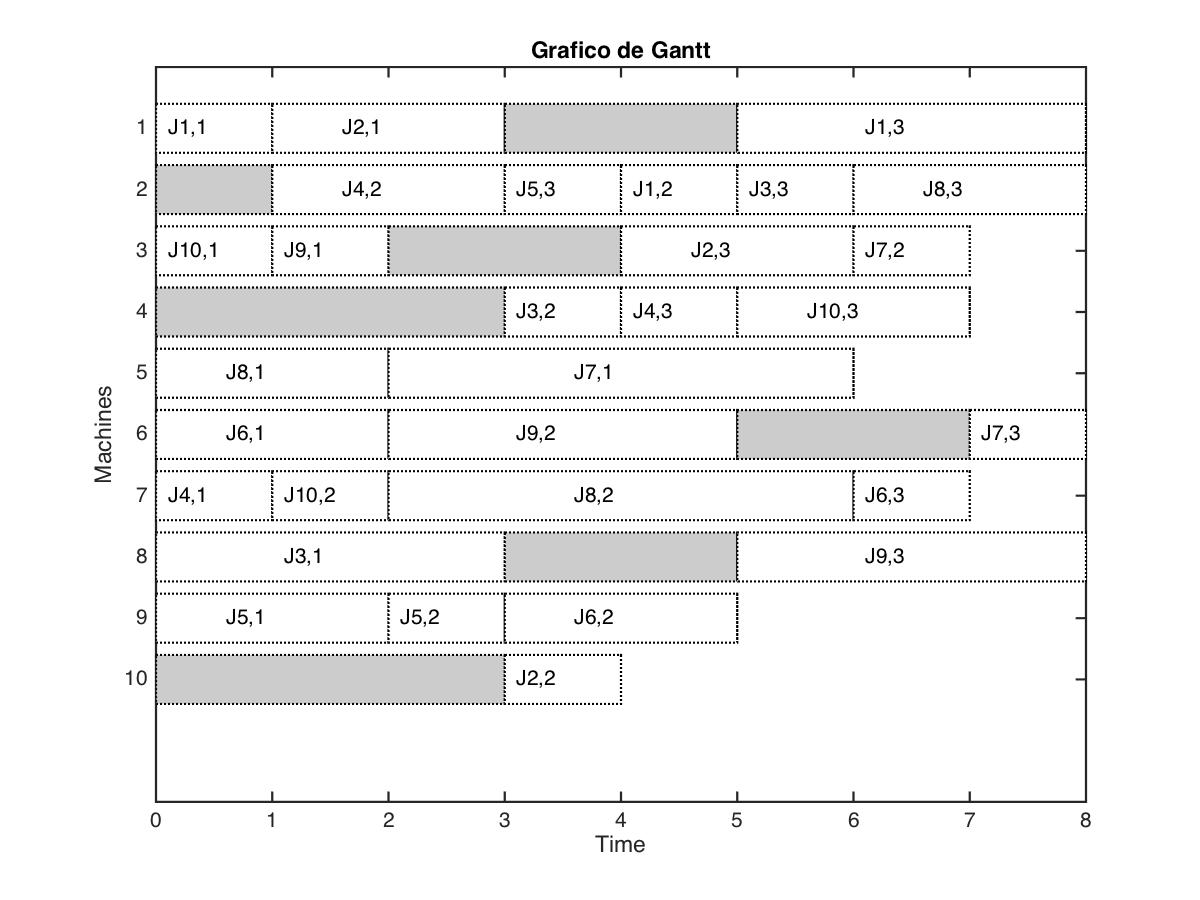 Grafico de Gantt
1 J1,1 J2,1 J1,3
2 J4,2 J5,3 J1,2 J3,3 J8,3
3 J10,1 J9,1 J2,3 J7,2
4 J3,2 J4,3 J10,3
5 J8,1 J7,1
6 J6,1 J9,2 J7,3
7 J4,1 J10,2 J8,2 J6,3
8 J3,1 J9,3
9 J5,1 J5,2 J6,2
10 J2,2
Machines
0 1 2 3 4 5 6 7 8
Time